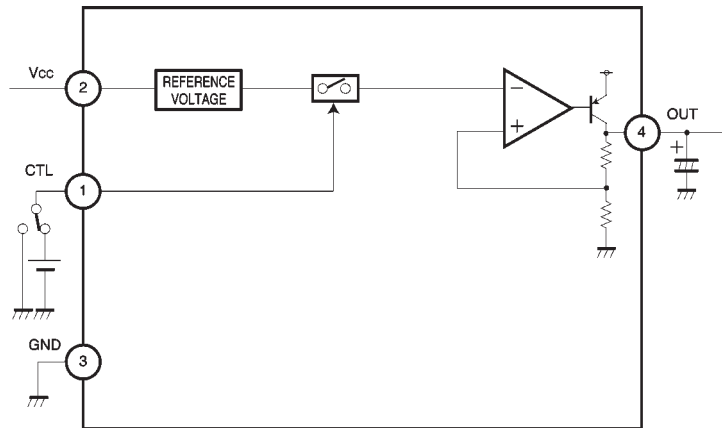 Vcc
2
REFERENCE
VOLTAGE
−
+
4
OUT
+
CTL
1
GND
3